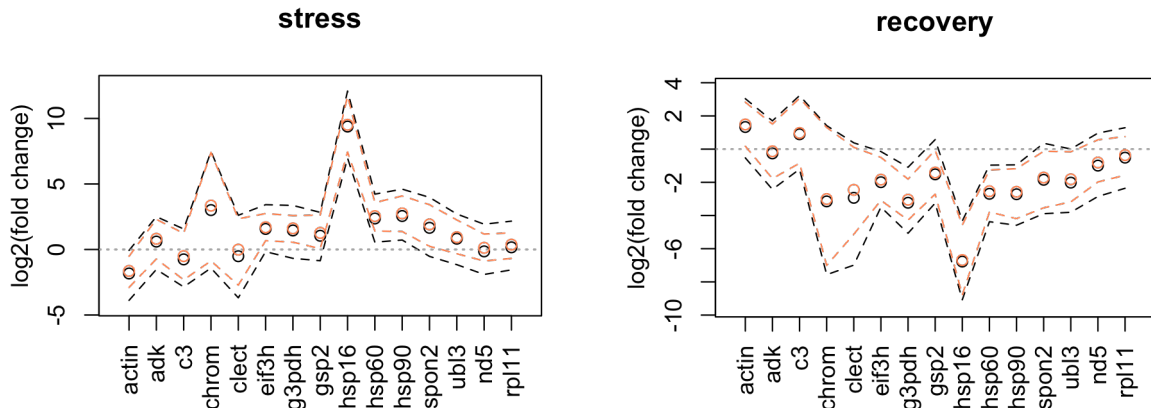 stress
log2(fold change)
10
5
0
-5
actin
adk
c3
chrom
clect
eif3h
g3pdh
gsp2
hsp16
hsp60
hsp90
spon2
ubl3
nd5
rpl11
recovery
log2(fold change)
4
2
-2
-6
-10
actin
adk
c3
chrom
clect
eif3h
g3pdh
gsp2
hsp16
hsp60
hsp90
spon2
ubl3
nd5
rpl11